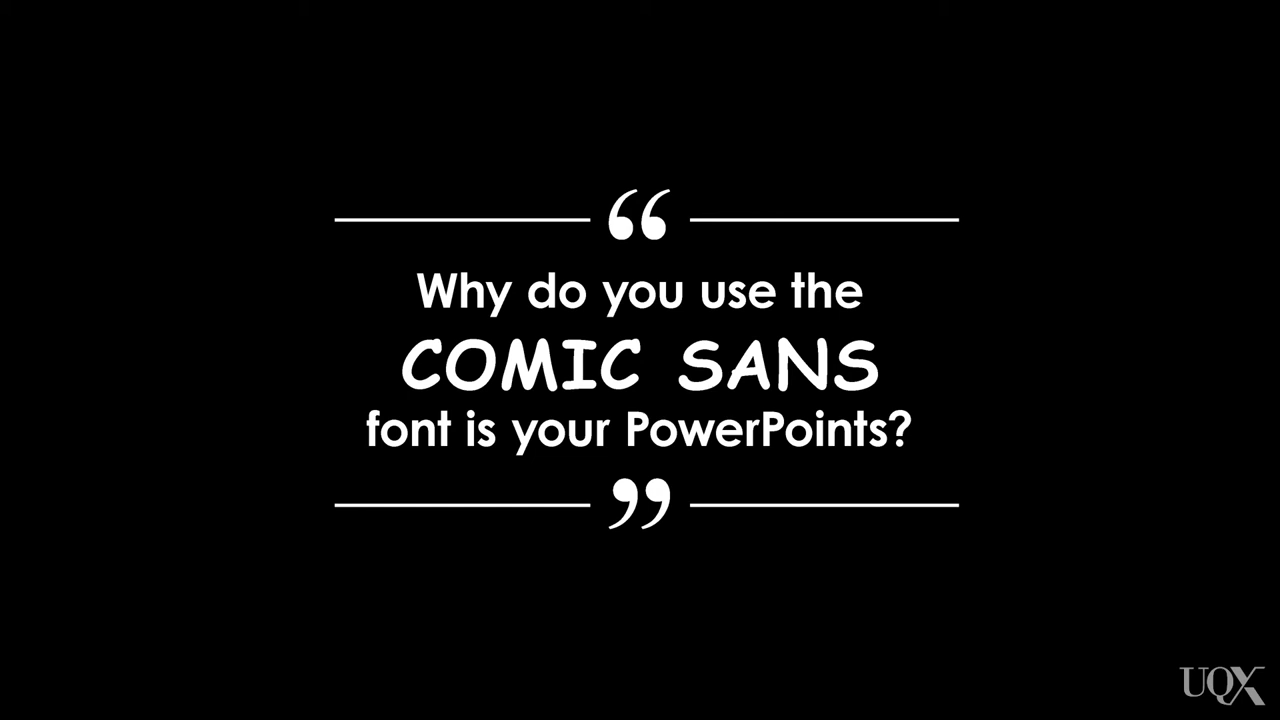 “
Why do you use the
COMIC SANS
font is your PowerPoints?
”
UQX